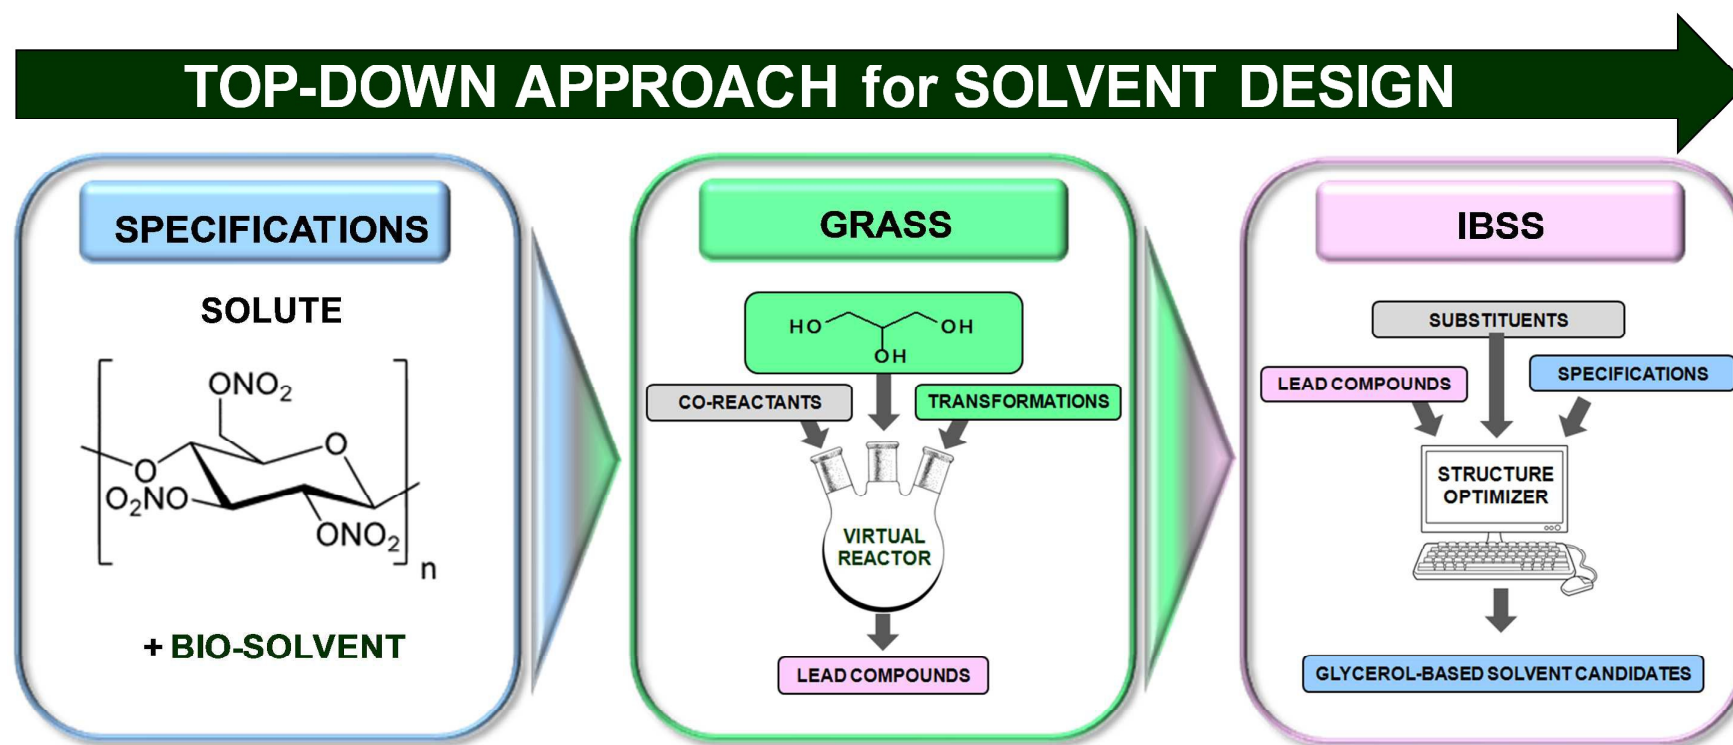 TOP-DOWN APPROACH for SOLVENT DESIGN
SPECIFICATIONS
SOLUTE
ONO2
O
O
O2NO
ONO2
n
+ BIO-SOLVENT
GRASS
HO
OH
OH
CO-REACTANTS
TRANSFORMATIONS
VIRTUAL
REACTOR
LEAD COMPOUNDS
IBSS
SUBSTITUENTS
LEAD COMPOUNDS
SPECIFICATIONS
STRUCTURE
OPTIMIZER
GLYCEROL-BASED SOLVENT CANDIDATES